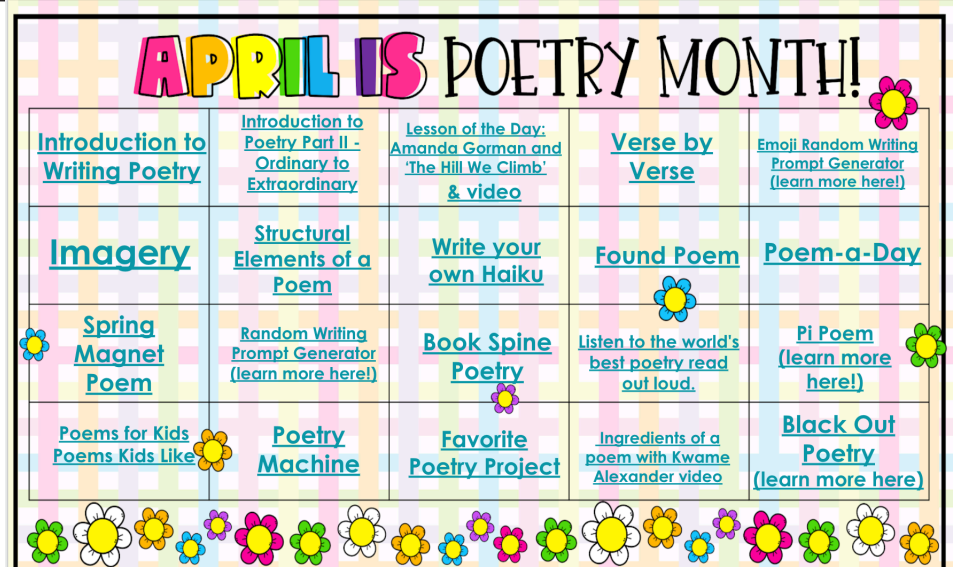 APRIL IS POETRY MONTH!
Introduction to
Writing Poetry
Introduction to
Poetry Part II -
Ordinary to
Extraordinary
Lesson of the Day:
Amanda Gorman and
‘The Hill We Climb’
& video
Verse by
Verse
Emoji Random Writing
Prompt Generator
(learn more here!)
Imagery
Structural
Elements of a
Poem
Write your
own Haiku
Found Poem
Poem-a-Day
Spring
Magnet
Poem
Random Writing
Prompt Generator
(learn more here!)
Book Spine
Poetry
Listen to the world's
best poetry read
out loud.
Pi Poem
(learn more
here!)
Poems for Kids
Poems Kids Like
Poetry
Machine
Favorite
Poetry Project
Ingredients of a
poem with Kwame
Alexander video
Black Out
Poetry
(learn more here)